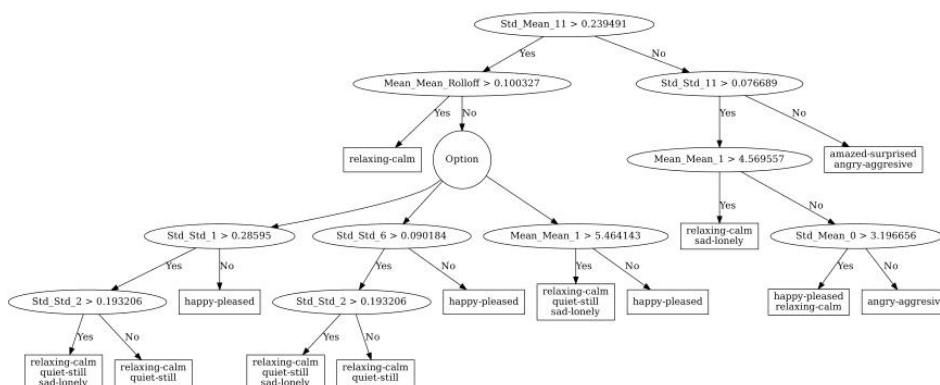 Std_Mean_11 > 0.239491
Yes
No
Mean_Mean_Rolloff > 0.100327
Std_Std_11 > 0.076689
Yes
No
Yes
No
relaxing-calm
Option
Mean_Mean_1 > 4.569557
amazed-surprised
angry-aggresive
Yes
No
Std_Std_1 > 0.28595
Std_Std_6 > 0.090184
Mean_Mean_1 > 5.464143
relaxing-calm
sad-lonely
Std_Mean_0 > 3.196656
Yes
No
Yes
No
Yes
No
Yes
No
Std_Std_2 > 0.193206
happy-pleased
Std_Std_2 > 0.193206
happy-pleased
relaxing-calm
quiet-still
sad-lonely
happy-pleased
happy-pleased
relaxing-calm
angry-aggresive
Yes
No
Yes
No
relaxing-calm
quiet-still
sad-lonely
relaxing-calm
quiet-still
relaxing-calm
quiet-still
sad-lonely
relaxing-calm
quiet-still